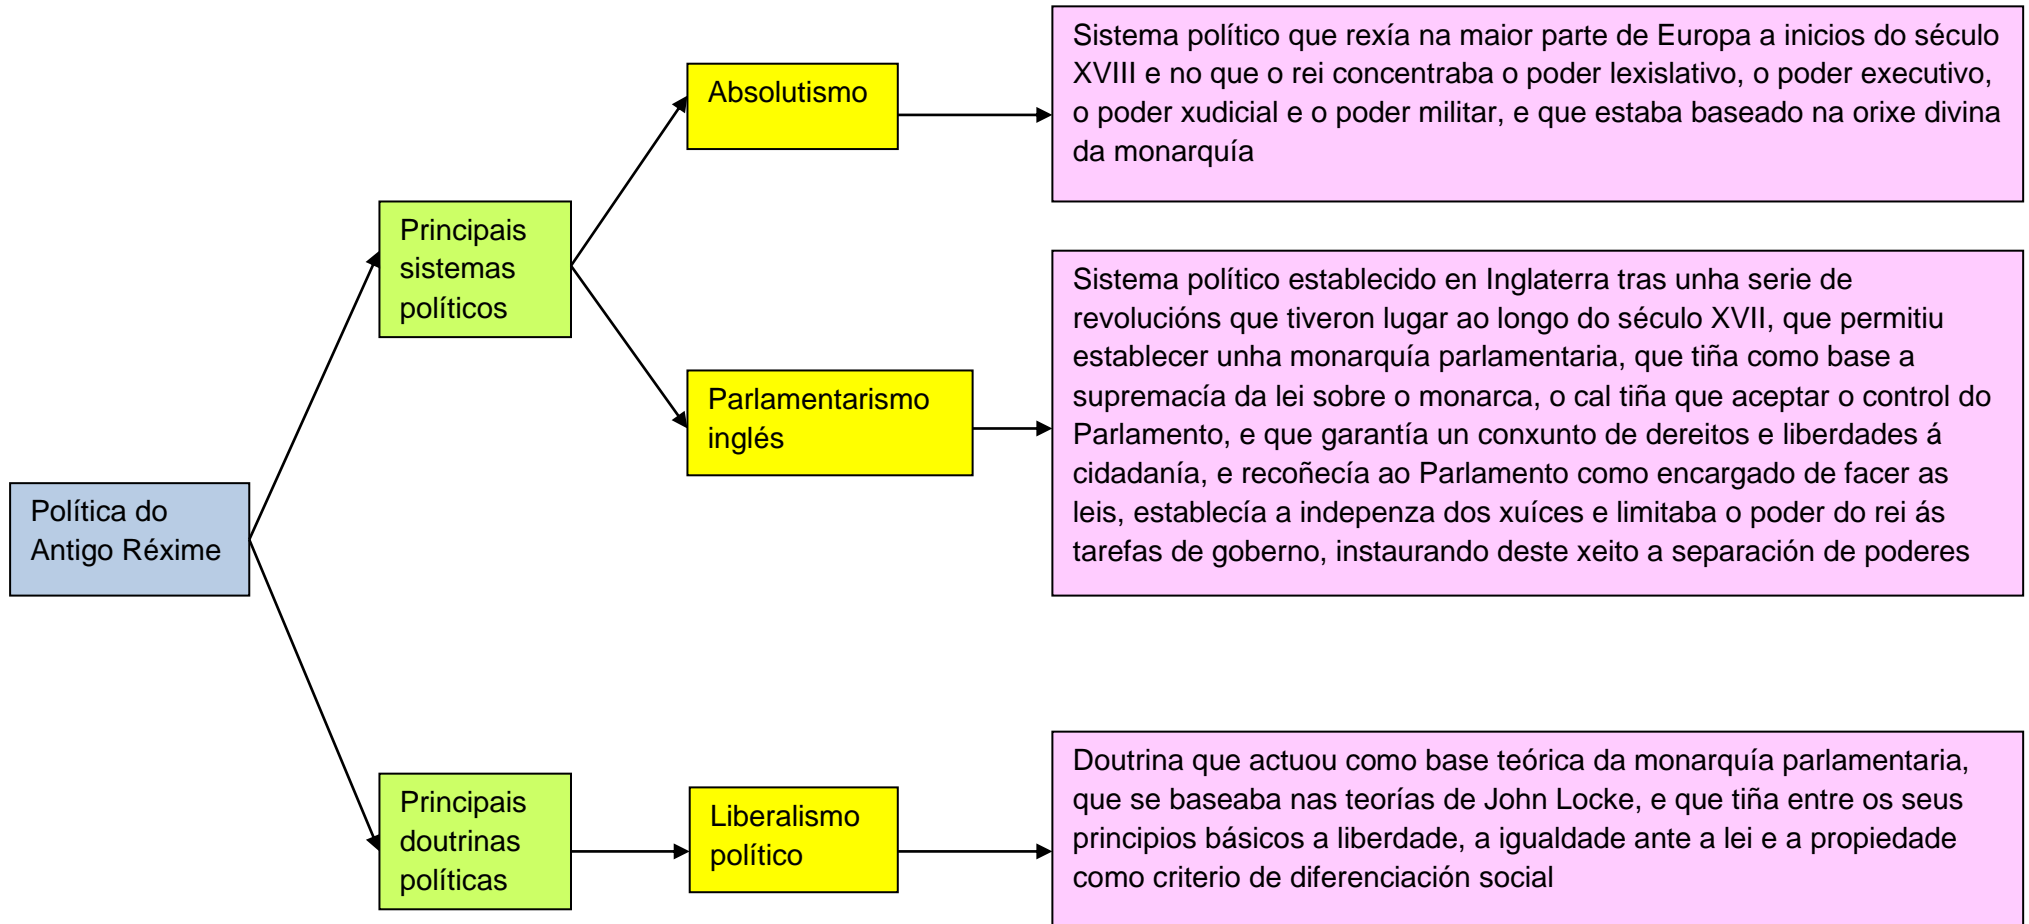 Política do
Antigo Réxime
Principais
sistemas
políticos
Absolutismo
Sistema político que rexía na maior parte de Europa a inicios do século
XVIII e no que o rei concentraba o poder lexislativo, o poder executivo,
o poder xudicial e o poder militar, e que estaba baseado na orixe divina
da monarquía
Parlamentarismo
inglés
Sistema político establecido en Inglaterra tras unha serie de
revolucións que tiveron lugar ao longo do século XVII, que permitiu
establecer unha monarquía parlamentaria, que tiña como base a
supremacía da lei sobre o monarca, o cal tiña que aceptar o control do
Parlamento, e que garantía un conxunto de dereitos e liberdades á
cidadanía, e recoñecía ao Parlamento como encargado de facer as
leis, establecía a indepenza dos xuíces e limitaba o poder do rei ás
tarefas de goberno, instaurando deste xeito a separación de poderes
Principais
doutrinas
políticas
Liberalismo
político
Doutrina que actuou como base teórica da monarquía parlamentaria,
que se baseaba nas teorías de John Locke, e que tiña entre os seus
principios básicos a liberdade, a igualdade ante a lei e a propiedade
como criterio de diferenciación social